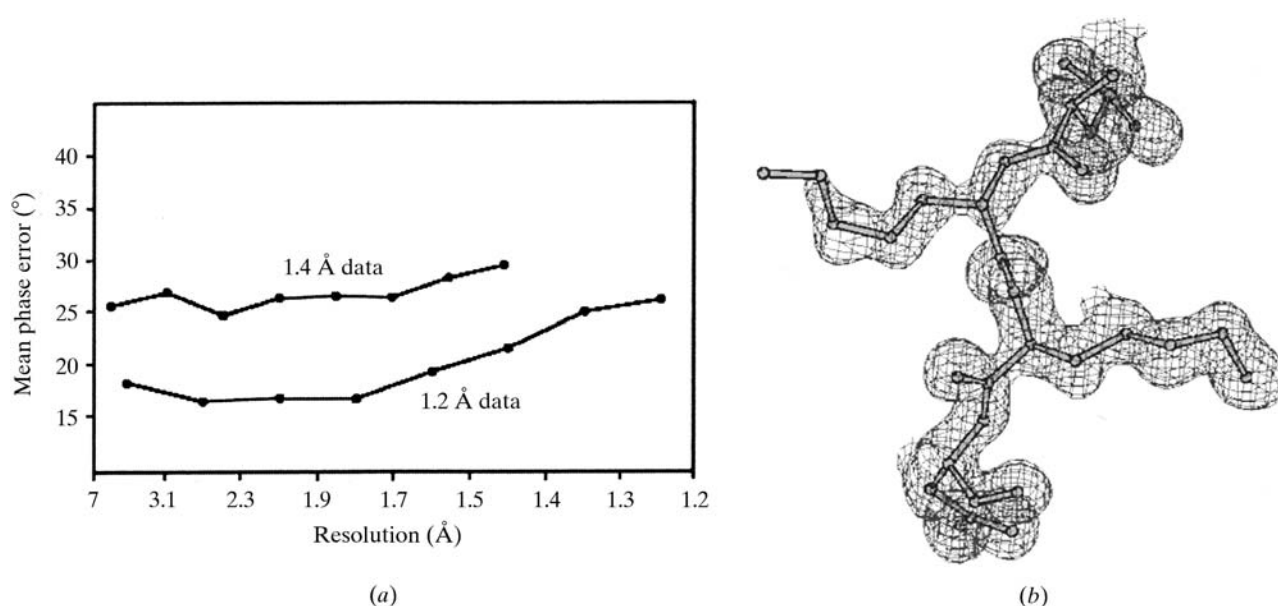 Mean phase error (°)
40
35
30
25
20
15
1.4 Å data
1.2 Å data
7 3.1 2.3 1.9 1.7 1.5 1.4 1.3 1.2
Resolution (Å)
(a) (b)